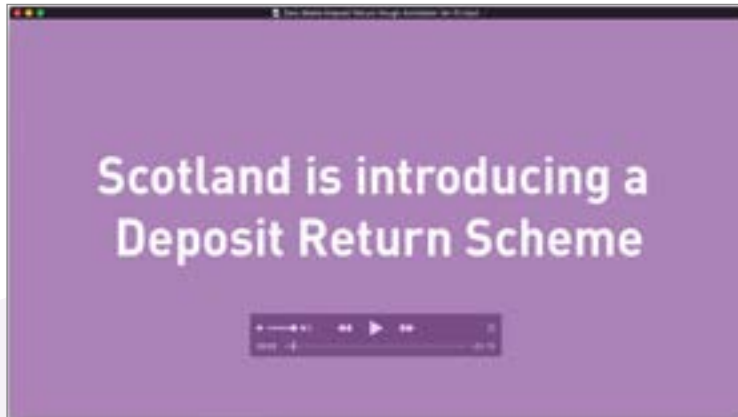 Scotland is introducing a
Deposit Return Scheme